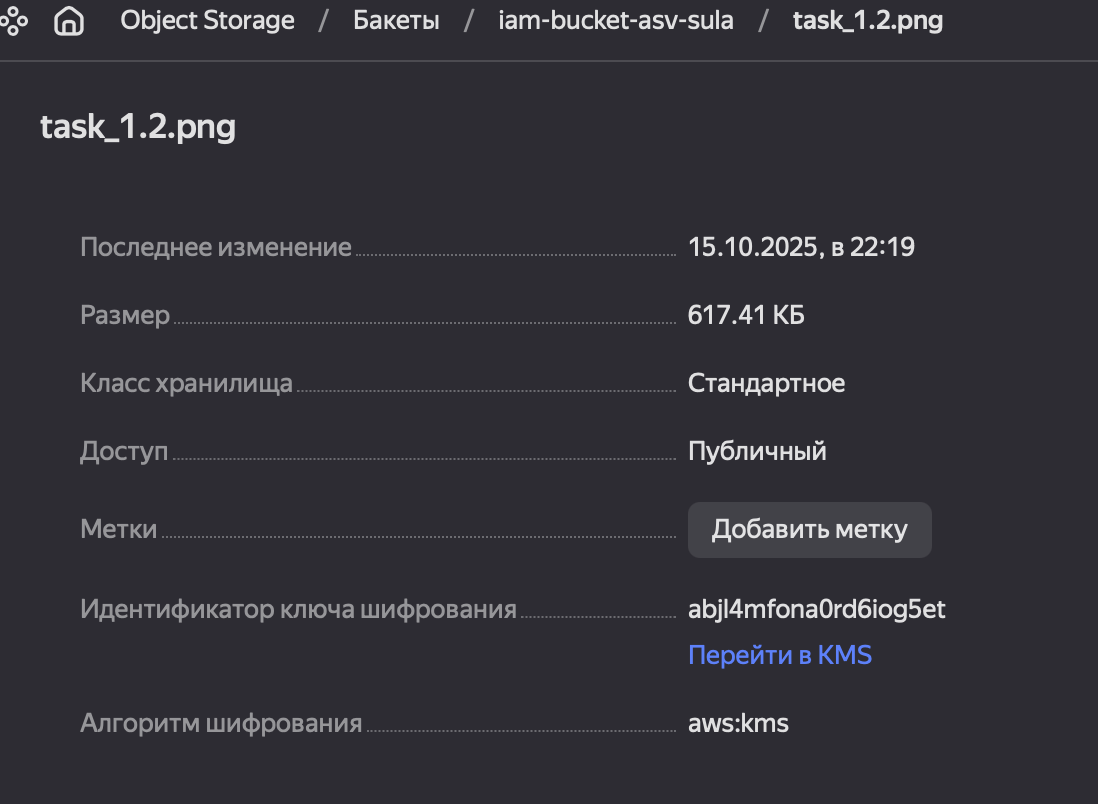 Object Storage / Бакеты / iam-bucket-asv-sula / task_1.2.png
task_1.2.png
Последнее изменение 15.10.2025, в 22:19
Размер 617.41 КБ
Класс хранилища Стандартное
Доступ Публичный
Метки Добавить метку
Идентификатор ключа шифрования abjl4mfona0rd6iog5et
Перейти в KMS
Алгоритм шифрования aws:kms